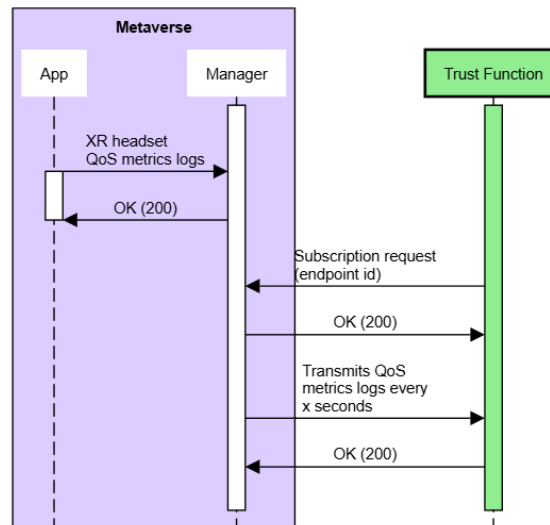 Metaverse
App
Manager
Trust Function
XR headset
QoS metrics logs
OK (200)
Subscription request
(endpoint id)
OK (200)
Transmits QoS
metrics logs every
x seconds
OK (200)